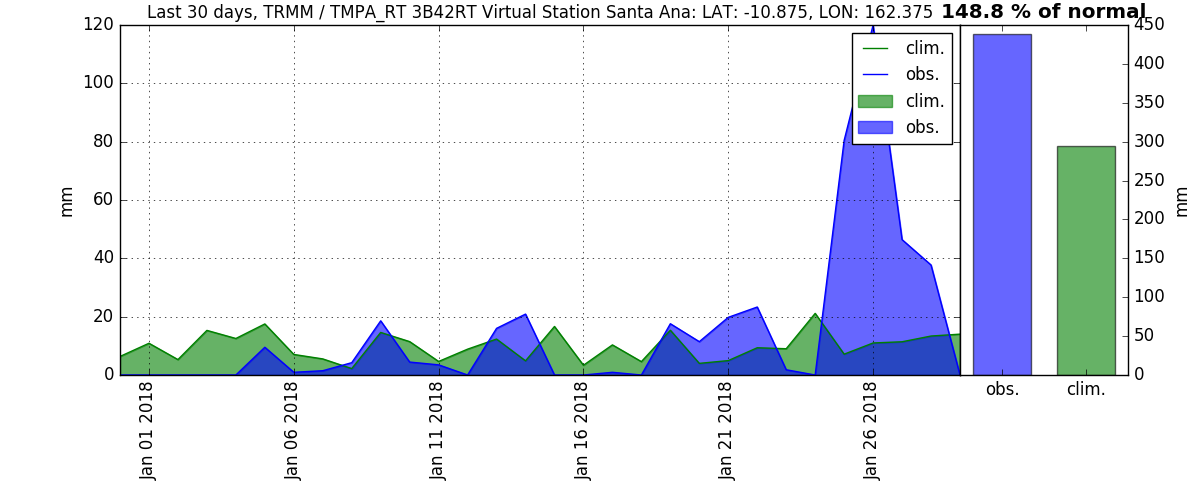 Last 30 days, TRMM / TMPA_RT 3B42RT Virtual Station Santa Ana: LAT: -10.875, LON: 162.375 148.8 % of normal
120
100
80
60
40
20
0
mm
clim.
obs.
clim.
obs.
Jan 01 2018
Jan 06 2018
Jan 11 2018
Jan 16 2018
Jan 21 2018
Jan 26 2018
450
400
350
300
250
200
150
100
50
0
mm
obs.
clim.